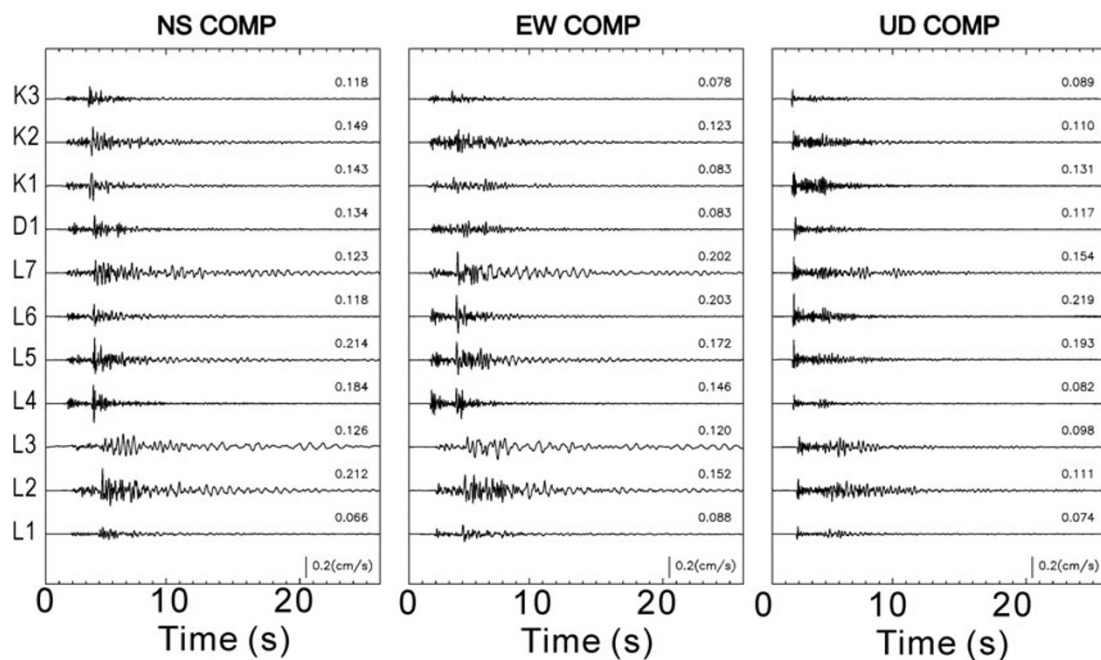 NS COMP EW COMP UD COMP
K3 0.118 0.078 0.089
K2 0.149 0.123 0.110
K1 0.143 0.083 0.131
D1 0.134 0.083 0.117
L7 0.123 0.202 0.154
L6 0.118 0.203 0.219
L5 0.214 0.172 0.193
L4 0.184 0.146 0.082
L3 0.126 0.120 0.098
L2 0.212 0.152 0.111
L1 0.066 0.088 0.074
0.2(cm/s) 0.2(cm/s) 0.2(cm/s)
0 10 20 0 10 20 0 10 20
Time (s) Time (s) Time (s)